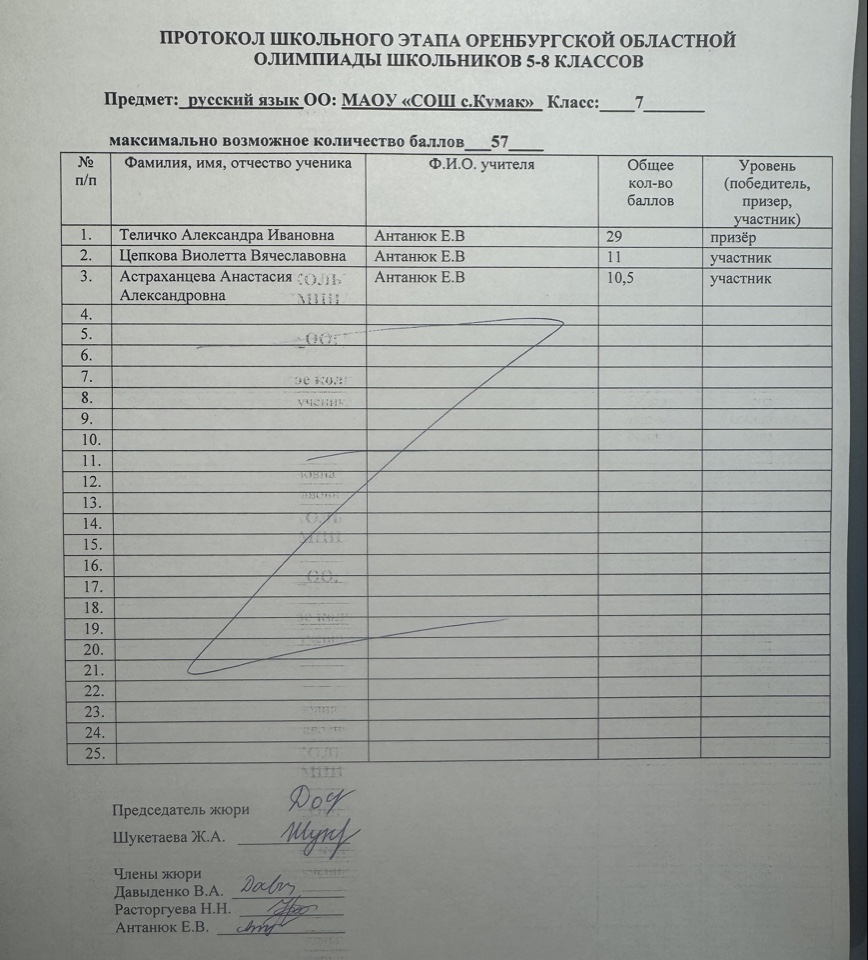 ПРОТОКОЛ ШКОЛЬНОГО ЭТАПА ОРЕНБУРГСКОЙ ОБЛАСТНОЙ
ОЛИМПИАДЫ ШКОЛЬНИКОВ 5-8 КЛАССОВ
Предмет:_русский язык ОО: МАОУ «СОШ с.Кумак»_ Класс:____7_______
максимально возможное количество баллов___57____
№ п/п Фамилия, имя, отчество ученика Ф.И.О. учителя Общее кол-во баллов Уровень (победитель, призер, участник)
1. Теличко Александра Ивановна Антанюк Е.В 29 призёр
2. Цепкова Виолетта Вячеславовна Антанюк Е.В 11 участник
3. Астраханцева Анастасия Александровна Антанюк Е.В 10,5 участник
4.
5.
6.
7.
8.
9.
10.
11.
12.
13.
14.
15.
16.
17.
18.
19.
20.
21.
22.
23.
24.
25.
Председатель жюри
Шукетаева Ж.А.
Члены жюри
Давыденко В.А.
Расторгуева Н.Н.
Антанюк Е.В.